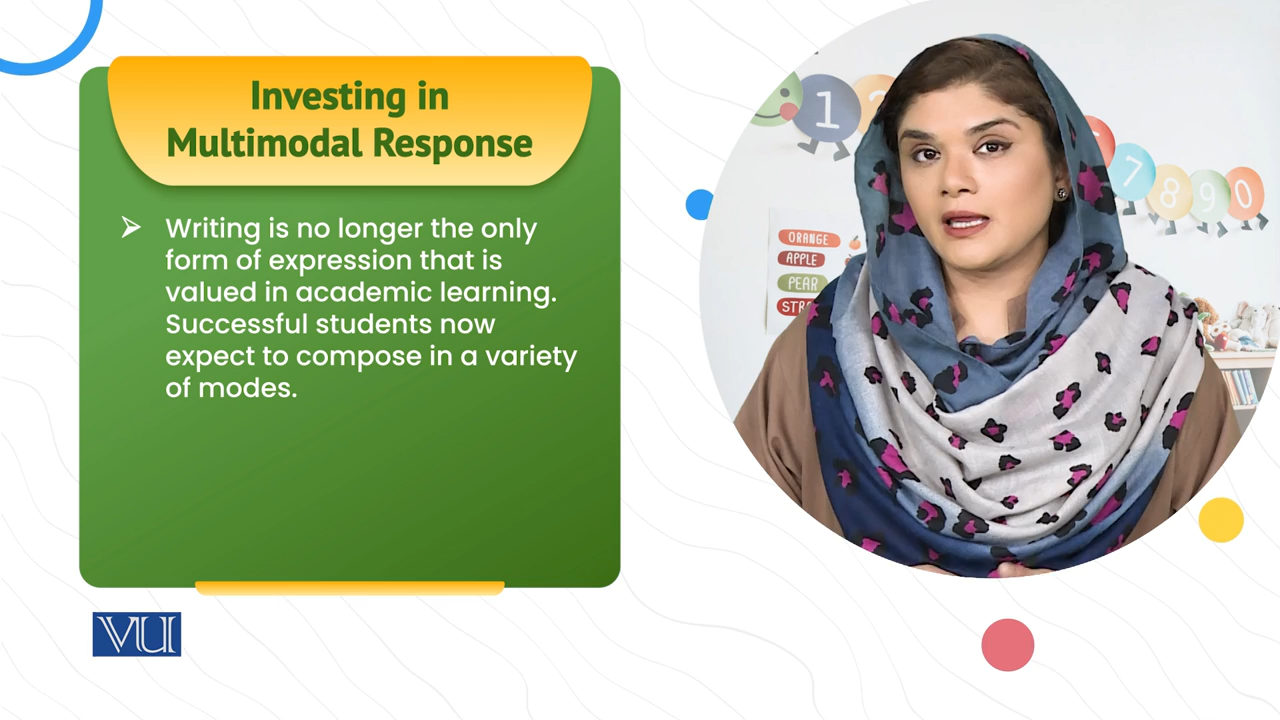 Investing in
Multimodal Response
Writing is no longer the only
form of expression that is
valued in academic learning.
Successful students now
expect to compose in a variety
of modes.
VU
1
7 8 9 0
ORANGE
APPLE
PEAR